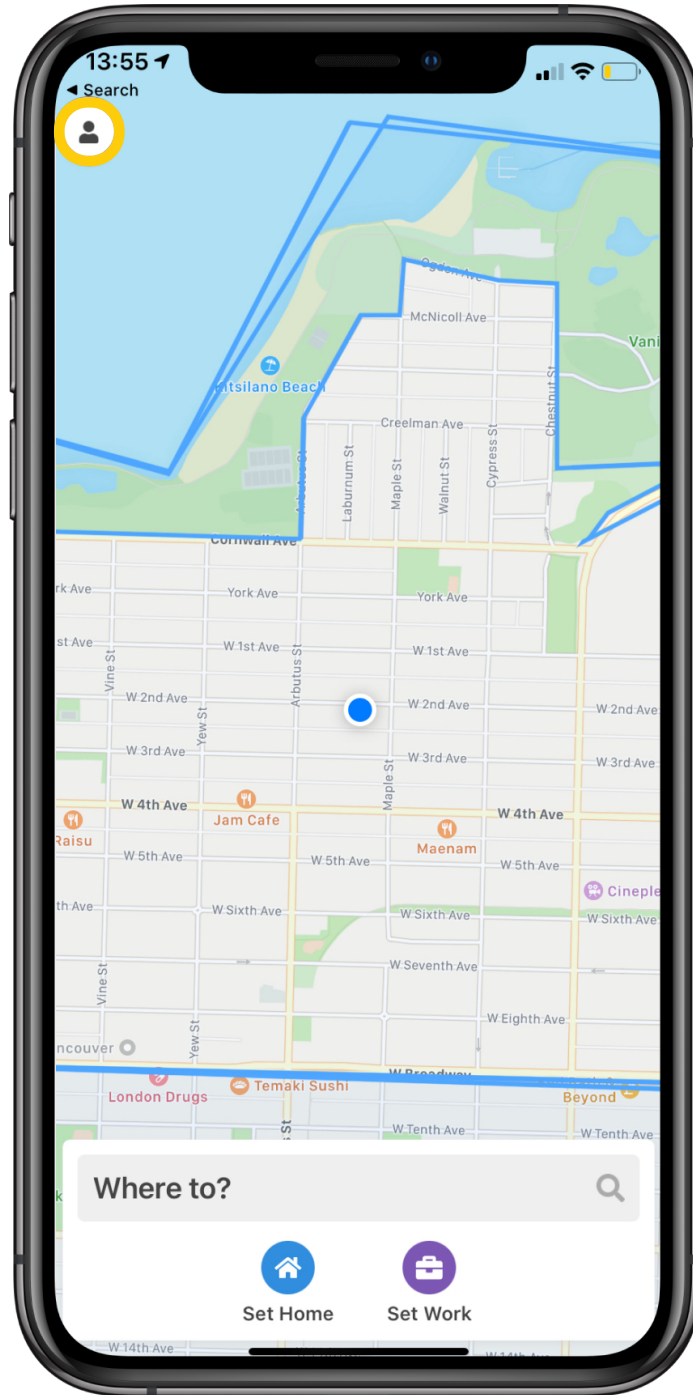 13:55
◀ Search
Ogden Ave
McNicoll Ave
Vani
Kitsilano Beach
Chestnut St
Creelman Ave
Cypress St
Arbutus St
Laburnum St
Maple St
Walnut St
Cornwall Ave
rk Ave
York Ave
York Ave
st Ave
W 1st Ave
W 1st Ave
Vine St
Arbutus St
W 2nd Ave
W 2nd Ave
W 2nd Ave
Yew St
W 3rd Ave
W 3rd Ave
W 3rd Ave
Maple St
W 4th Ave
Jam Cafe
W 4th Ave
Raisu
Maenam
W 5th Ave
W 5th Ave
W 5th Ave
Cineple
th Ave
W Sixth Ave
W Sixth Ave
W Sixth Ave
W Seventh Ave
Vine St
W Eighth Ave
Yew St
ncouver
W Broadway
London Drugs
Temaki Sushi
Beyond
s St
W Tenth Ave
W Tenth Ave
Where to?
Set Home
Set Work
W 14th Ave